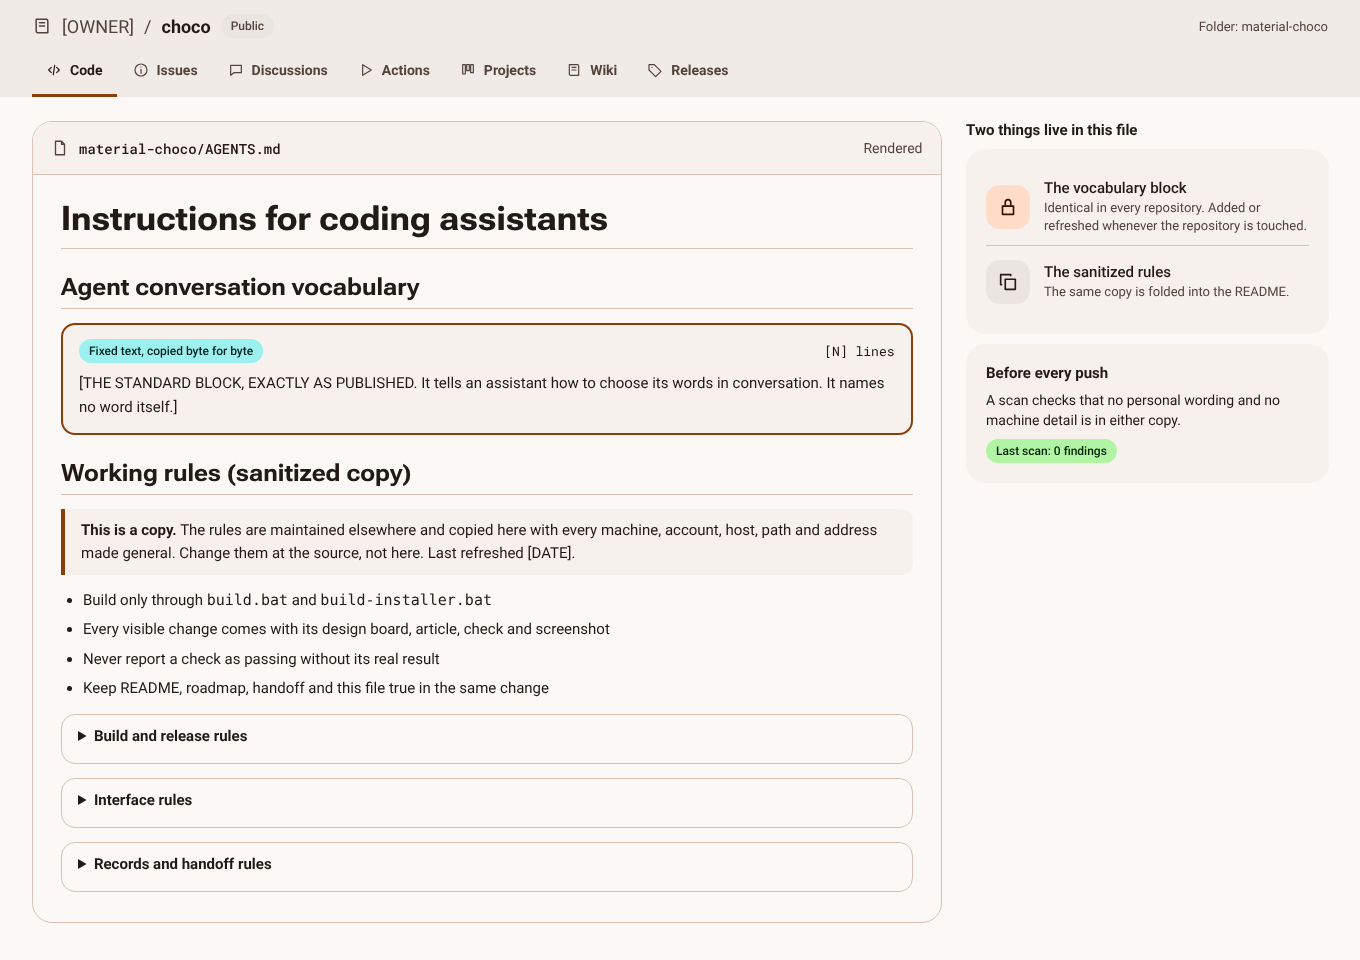 [OWNER] / choco Public
Folder: material-choco
Code Issues Discussions Actions Projects Wiki Releases
material-choco/AGENTS.md
Rendered
Instructions for coding assistants
Agent conversation vocabulary
Fixed text, copied byte for byte
[N] lines
[THE STANDARD BLOCK, EXACTLY AS PUBLISHED. It tells an assistant how to choose its words in conversation. It names
no word itself.]
Working rules (sanitized copy)
This is a copy. The rules are maintained elsewhere and copied here with every machine, account, host, path and address
made general. Change them at the source, not here. Last refreshed [DATE].
• Build only through build.bat and build-installer.bat
• Every visible change comes with its design board, article, check and screenshot
• Never report a check as passing without its real result
• Keep README, roadmap, handoff and this file true in the same change
Build and release rules
Interface rules
Records and handoff rules
Two things live in this file
The vocabulary block
Identical in every repository. Added or
refreshed whenever the repository is touched.
The sanitized rules
The same copy is folded into the README.
Before every push
A scan checks that no personal wording and no
machine detail is in either copy.
Last scan: 0 findings